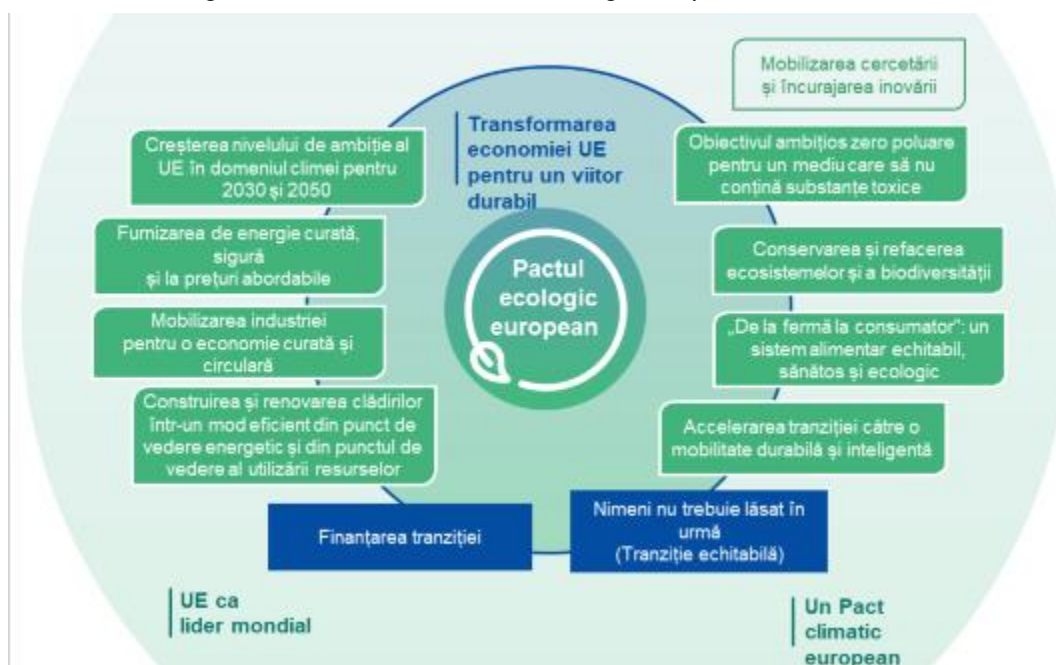 Mobilizarea cercetării
și încurajarea inovării
Transformarea
economiei UE
pentru un viitor
durabil
Creșterea nivelului de ambiție al
UE în domeniul climei pentru
2030 și 2050
Furnizarea de energie curată,
sigură
și la prețuri abordabile
Mobilizarea industriei
pentru o economie curată și
circulară
Construirea și renovarea clădirilor
într-un mod eficient din punct de
vedere energetic și din punctul de
vedere al utilizării resurselor
Pactul
ecologic
european
Obiectivul ambițios zero poluare
pentru un mediu care să nu
conțină substanțe toxice
Conservarea și refacerea
ecosistemelor și a biodiversității
„De la fermă la consumator”: un
sistem alimentar echitabil,
sănătos și ecologic
Accelerarea tranziției către o
mobilitate durabilă și inteligentă
Finanțarea tranziției
Nimeni nu trebuie lăsat în
urmă
(Tranziție echitabilă)
UE ca
lider mondial
Un Pact
climatic
european